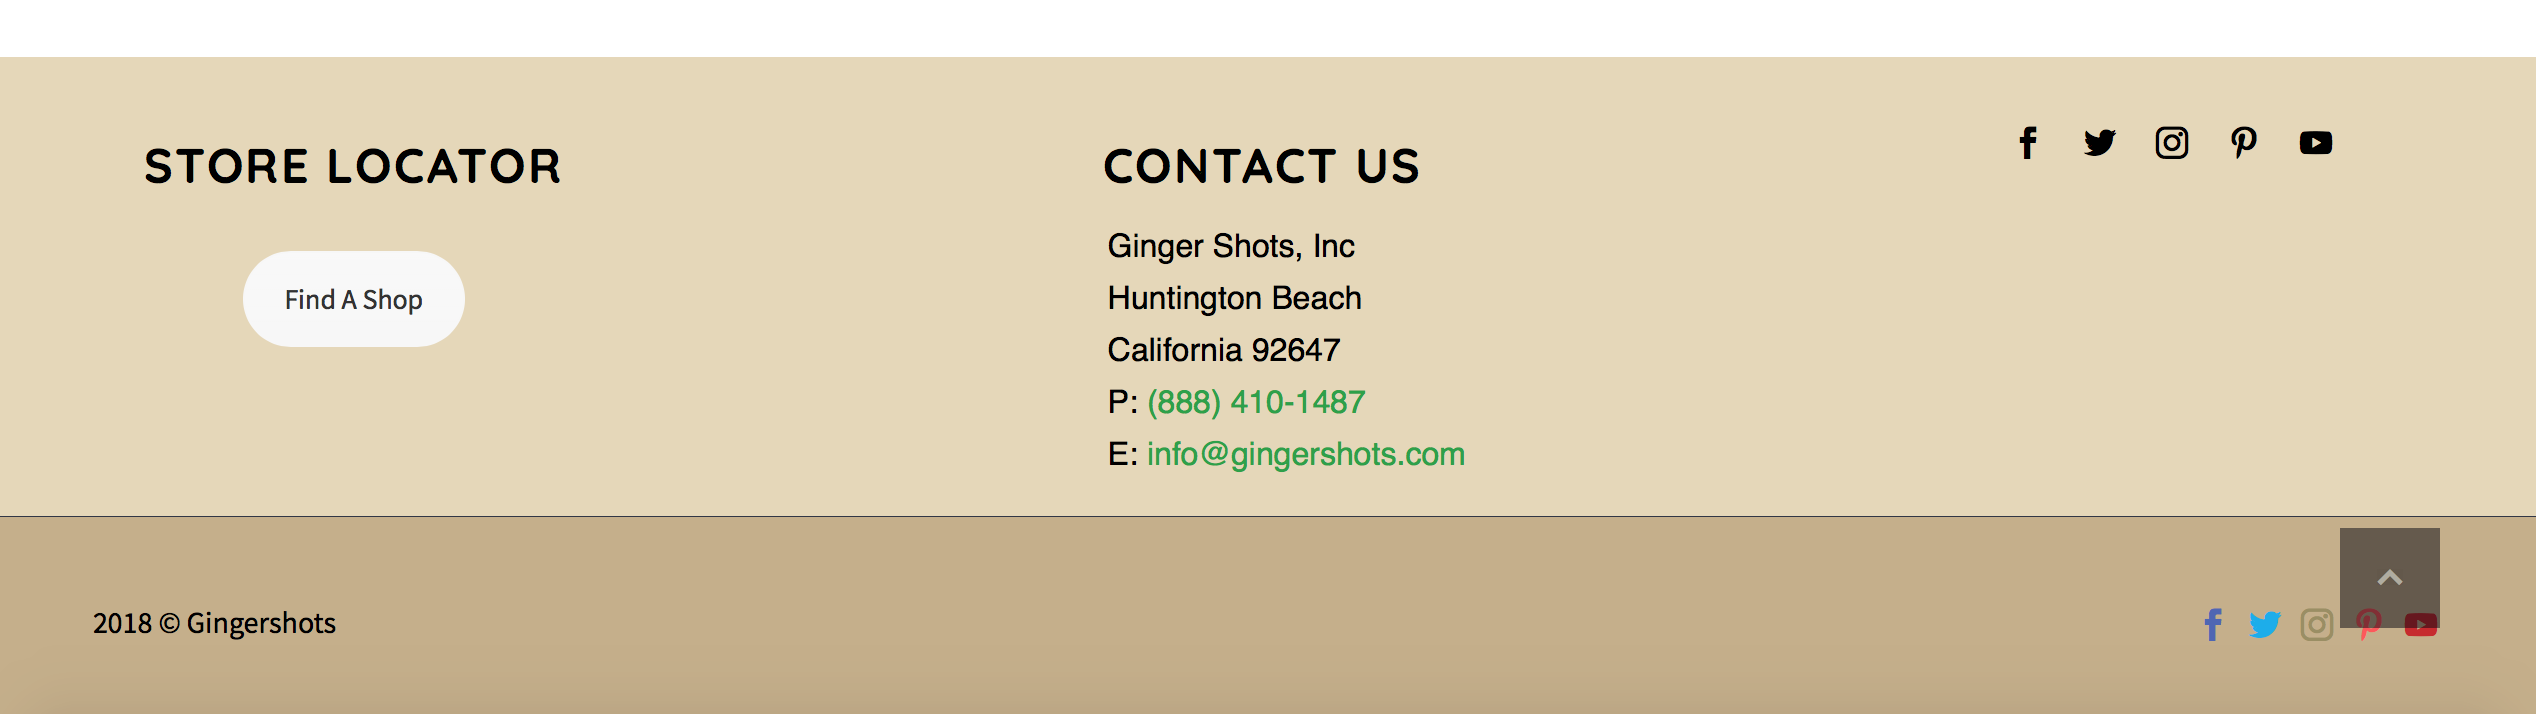 STORE LOCATOR
Find A Shop
CONTACT US
Ginger Shots, Inc
Huntington Beach
California 92647
P: (888) 410-1487
E: info@gingershots.com
2018 © Gingershots